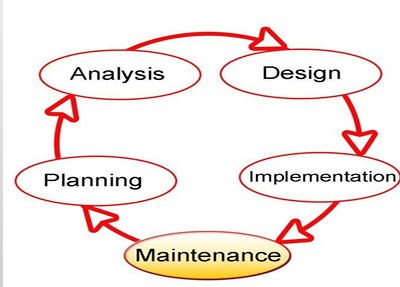 Analysis
Design
Planning
Implementation
Maintenance